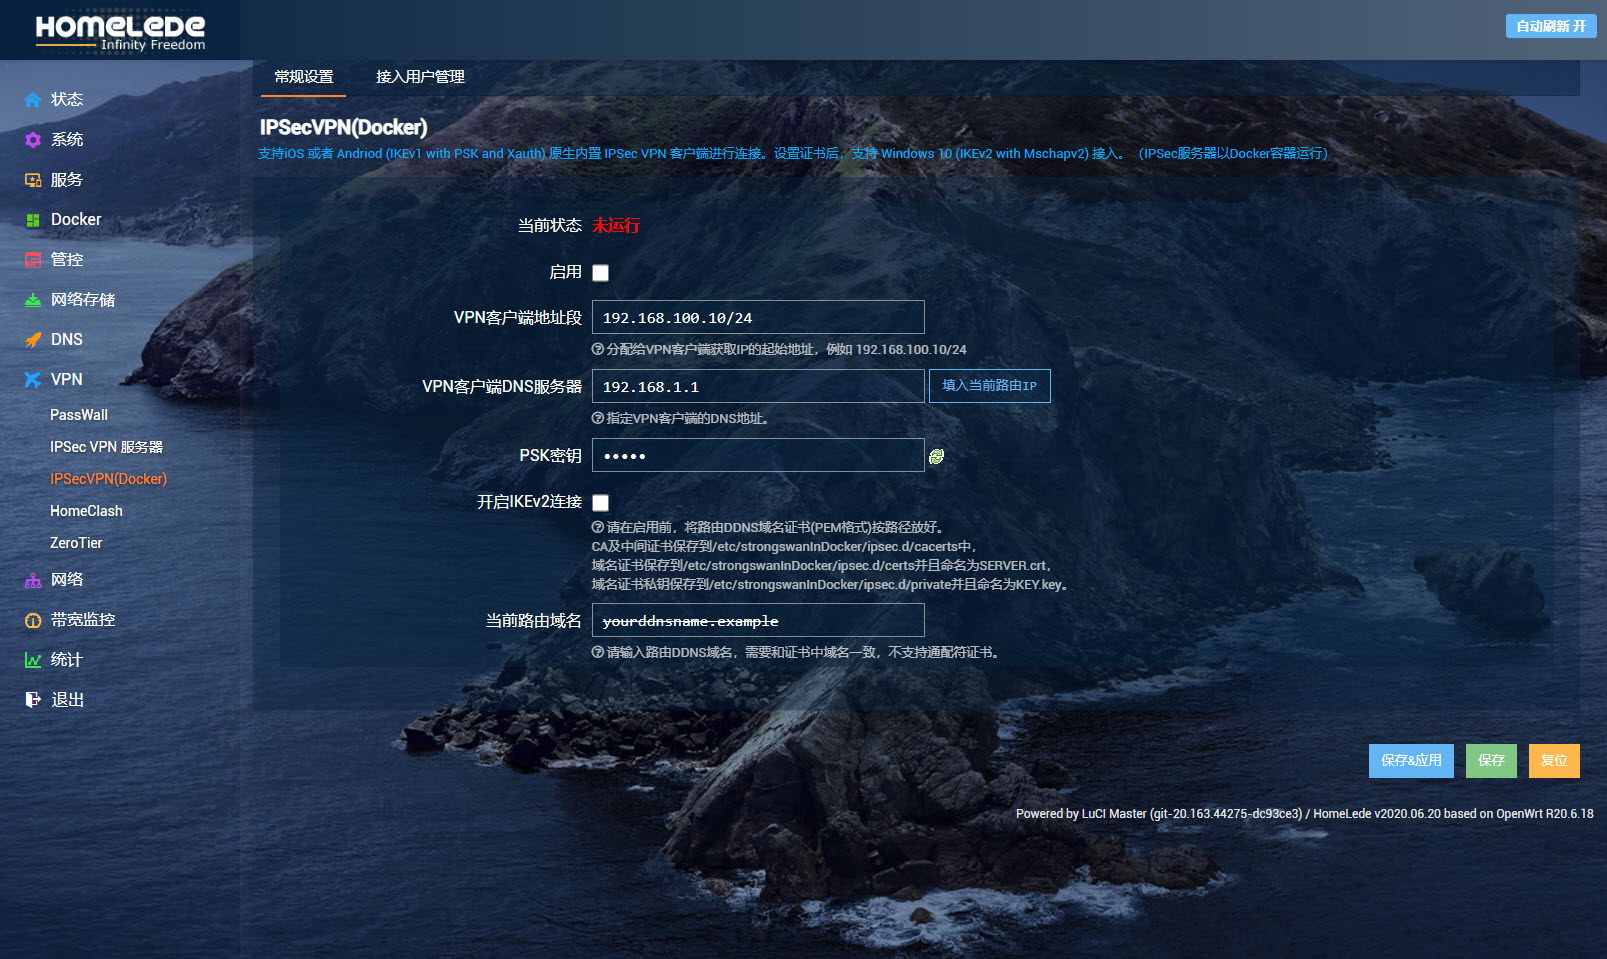 HOMELEDE
Infinity Freedom
自动刷新 开
状态
系统
服务
Docker
管控
网络存储
DNS
VPN
PassWall
IPSec VPN 服务器
IPSecVPN(Docker)
HomeClash
ZeroTier
网络
带宽监控
统计
退出
常规设置
接入用户管理
IPSecVPN(Docker)
支持iOS 或者 Andriod (IKEv1 with PSK and Xauth) 原生内置 IPSec VPN 客户端进行连接。设置证书后，支持 Windows 10 (IKEv2 with Mschapv2) 接入。（IPSec服务器以Docker容器运行）
当前状态 未运行
启用
VPN客户端地址段 192.168.100.10/24
分配给VPN客户端获取IP的起始地址，例如 192.168.100.10/24
VPN客户端DNS服务器 192.168.1.1 填入当前路由IP
指定VPN客户端的DNS地址。
PSK密钥 •••••
开启IKEv2连接
请在启用前，将路由DDNS域名证书(PEM格式)按路径放好。
CA及中间证书保存到/etc/strongswanInDocker/ipsec.d/cacerts中，
域名证书保存到/etc/strongswanInDocker/ipsec.d/certs并且命名为SERVER.crt，
域名证书私钥保存到/etc/strongswanInDocker/ipsec.d/private并且命名为KEY.key。
当前路由域名 yourddnsname.example
请输入路由DDNS域名，需要和证书中域名一致，不支持通配符证书。
保存&应用
保存
复位
Powered by LuCI Master (git-20.163.44275-dc93ce3) / HomeLede v2020.06.20 based on OpenWrt R20.6.18